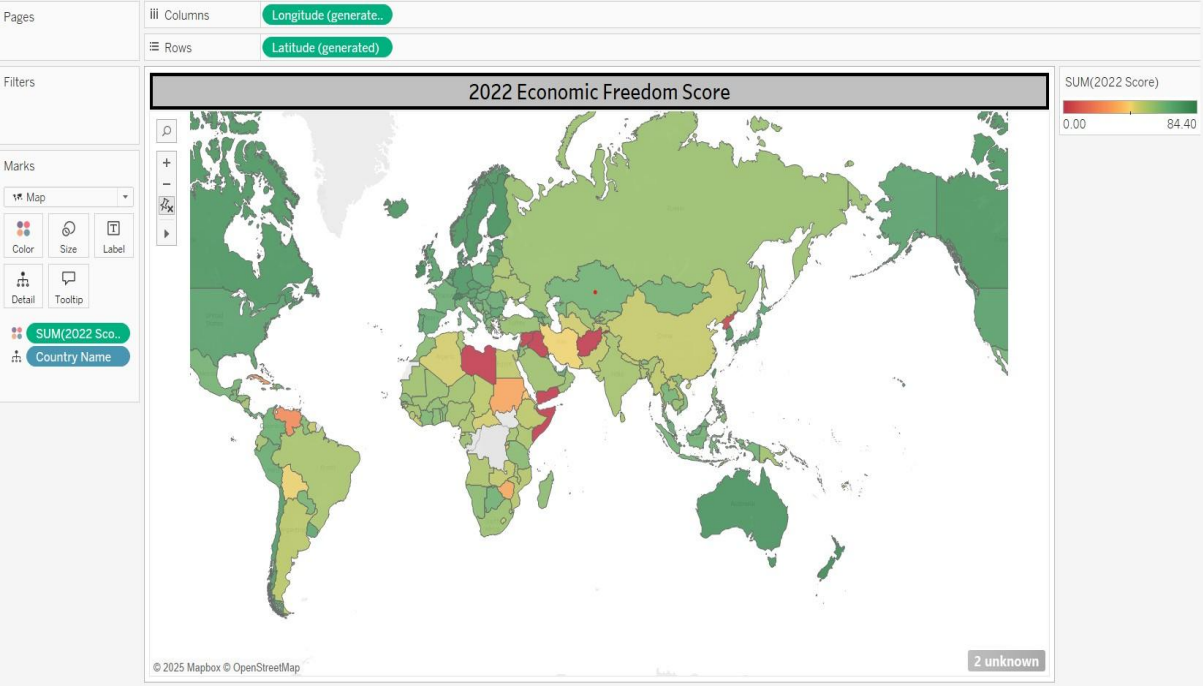 Pages
iii Columns
Longitude (generate..
Rows
Latitude (generated)
Filters
2022 Economic Freedom Score
SUM(2022 Score)
0.00 84.40
Marks
Map
Color Size Label
Detail Tooltip
SUM(2022 Sco..
Country Name
© 2025 Mapbox © OpenStreetMap
2 unknown